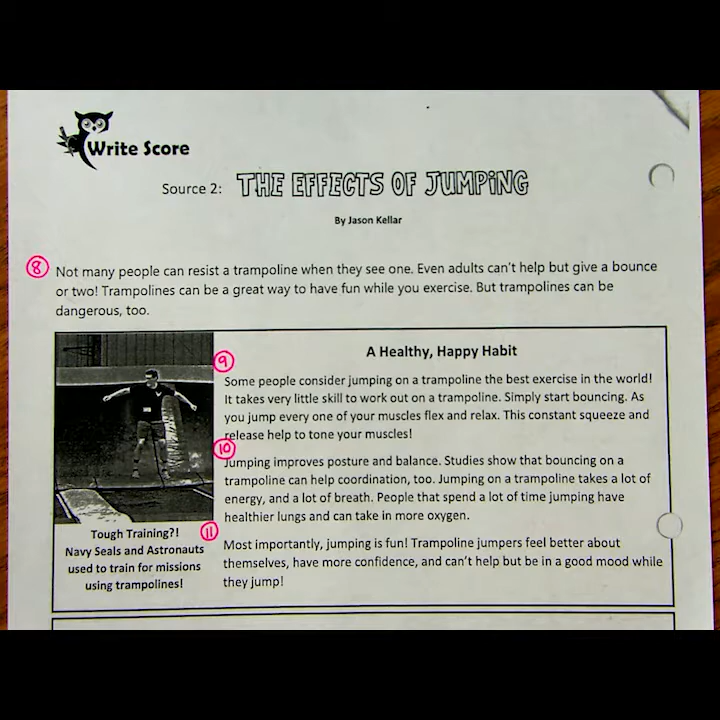 Write Score
Source 2: THE EFFECTS OF JUMPING
By Jason Kellar
8
Not many people can resist a trampoline when they see one. Even adults can't help but give a bounce
or two! Trampolines can be a great way to have fun while you exercise. But trampolines can be
dangerous, too.
A Healthy, Happy Habit
9
Some people consider jumping on a trampoline the best exercise in the world!
It takes very little skill to work out on a trampoline. Simply start bouncing. As
you jump every one of your muscles flex and relax. This constant squeeze and
release help to tone your muscles!
10
Jumping improves posture and balance. Studies show that bouncing on a
trampoline can help coordination, too. Jumping on a trampoline takes a lot of
energy, and a lot of breath. People that spend a lot of time jumping have
healthier lungs and can take in more oxygen.
11
Most importantly, jumping is fun! Trampoline jumpers feel better about
themselves, have more confidence, and can't help but be in a good mood while
they jump!
Tough Training?!
Navy Seals and Astronauts
used to train for missions
using trampolines!